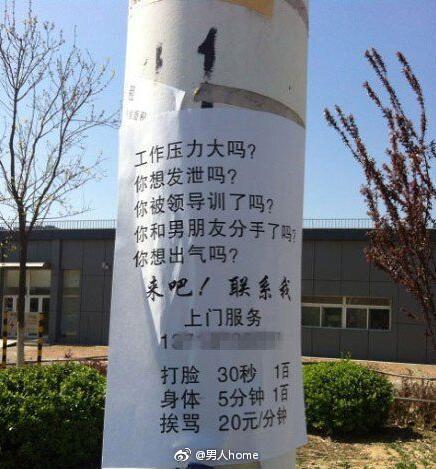 1
工作压力大吗?
你想发泄吗?
你被领导训了吗?
你和男朋友分手了吗?
你想出气吗?
来吧! 联系我
上门服务
打脸 30秒 1百
身体 5分钟 1百
挨骂 20元/分钟
@男人home